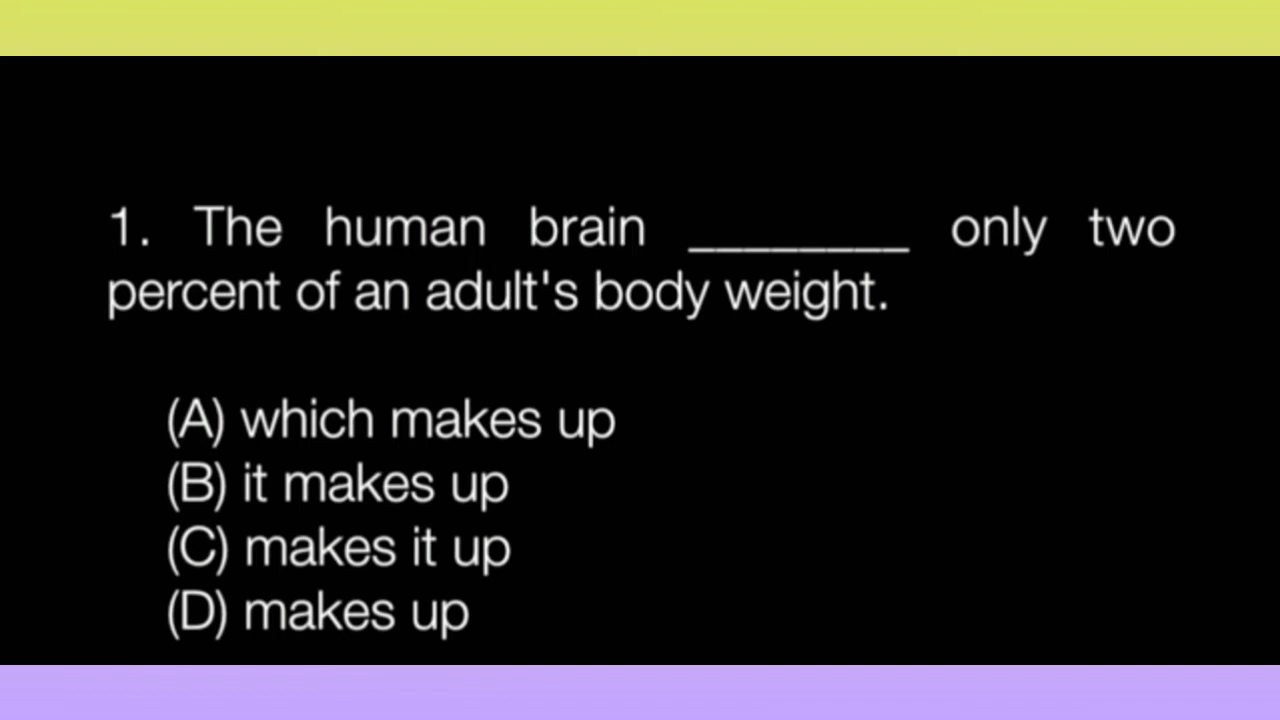 1. The human brain ________ only two
percent of an adult's body weight.
(A) which makes up
(B) it makes up
(C) makes it up
(D) makes up